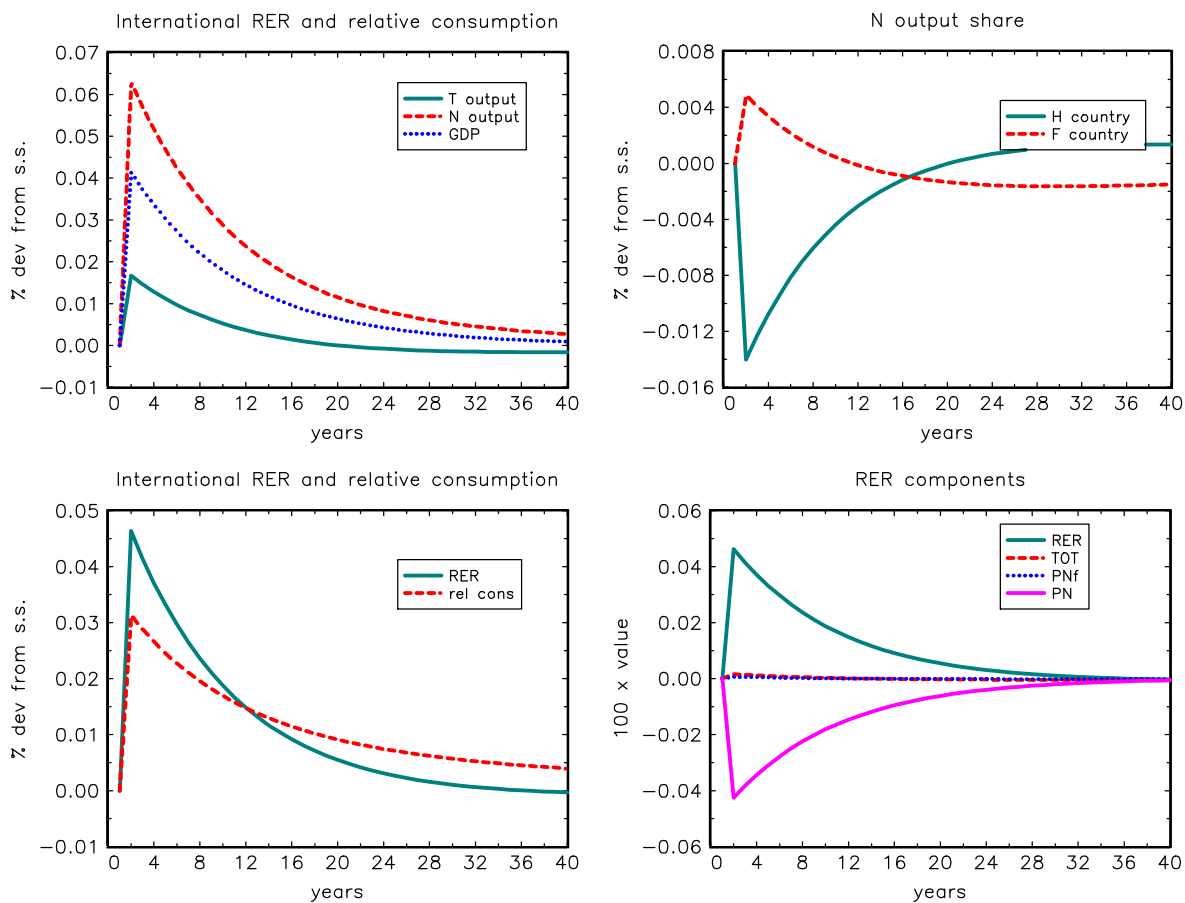 International RER and relative consumption
% dev from s.s.
0.07
0.06
0.05
0.04
0.03
0.02
0.01
0.00
−0.01
T output
N output
GDP
0 4 8 12 16 20 24 28 32 36 40
years
N output share
% dev from s.s.
0.008
0.004
0.000
−0.004
−0.008
−0.012
−0.016
H country
F country
0 4 8 12 16 20 24 28 32 36 40
years
International RER and relative consumption
% dev from s.s.
0.05
0.04
0.03
0.02
0.01
0.00
−0.01
RER
rel cons
0 4 8 12 16 20 24 28 32 36 40
years
RER components
100 x value
0.06
0.04
0.02
0.00
−0.02
−0.04
−0.06
RER
TOT
PNf
PN
0 4 8 12 16 20 24 28 32 36 40
years